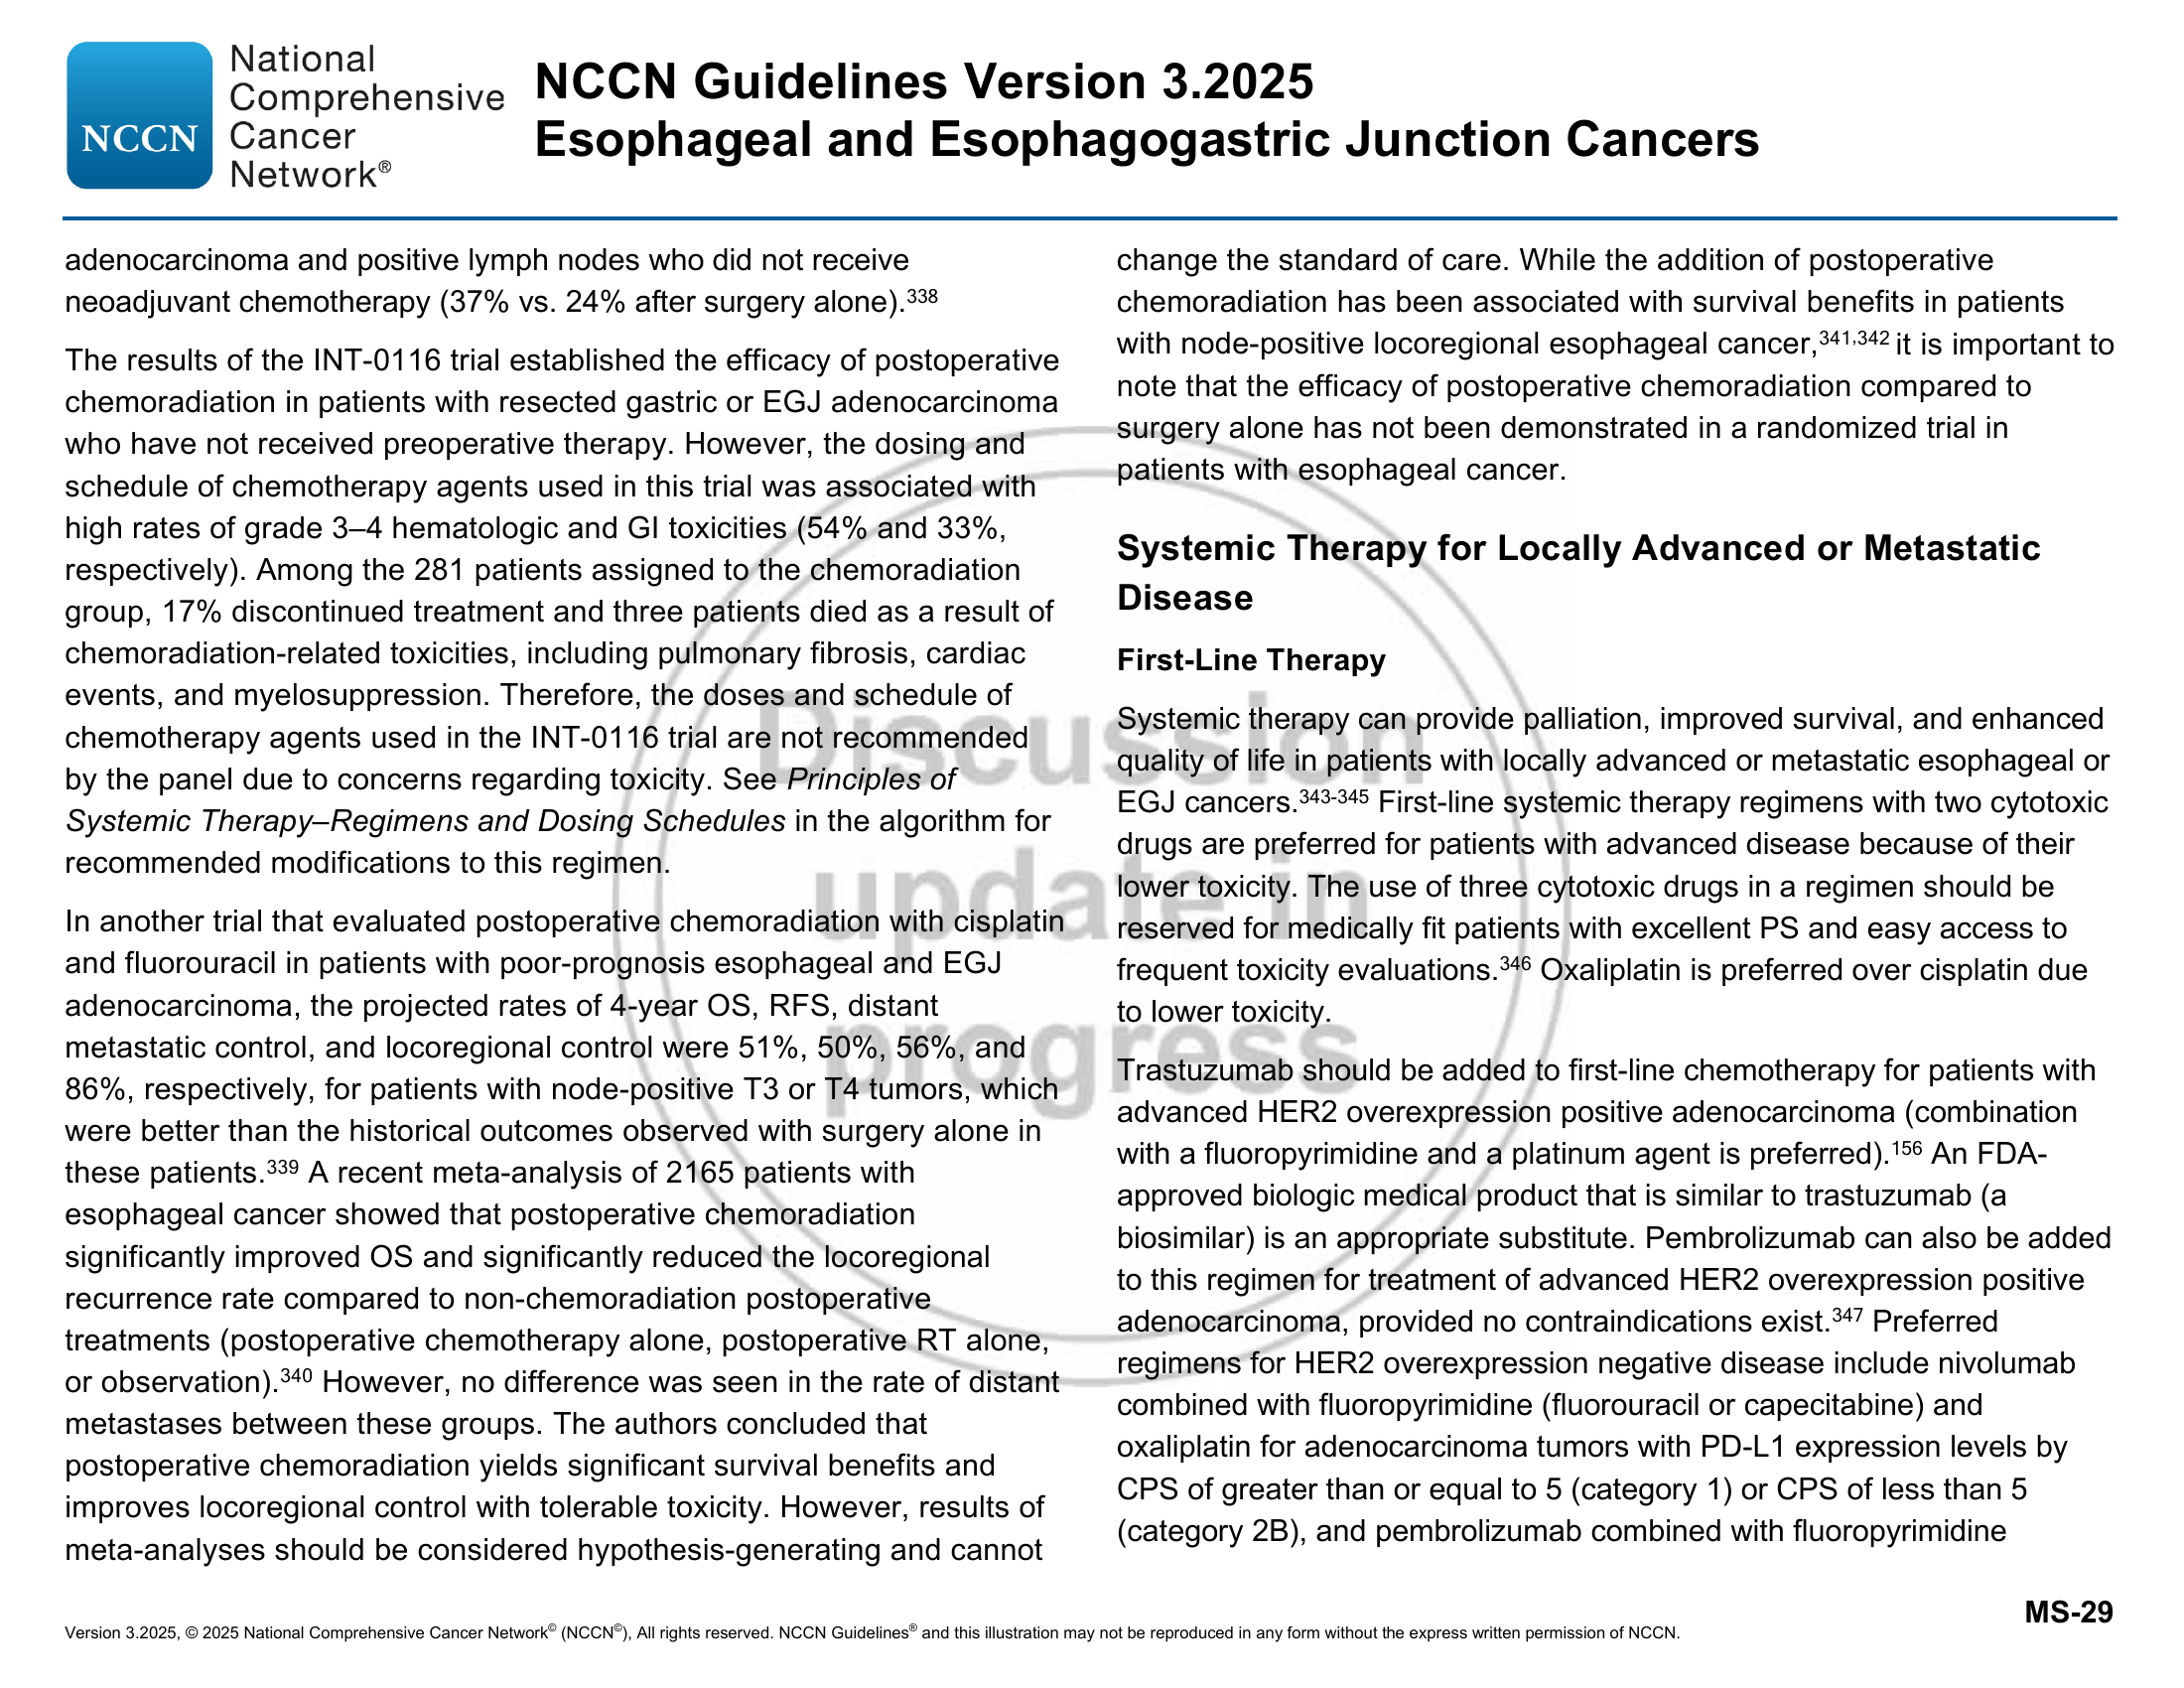 NCCN
National
Comprehensive
Cancer
Network®
NCCN Guidelines Version 3.2025
Esophageal and Esophagogastric Junction Cancers
adenocarcinoma and positive lymph nodes who did not receive
neoadjuvant chemotherapy (37% vs. 24% after surgery alone).338
The results of the INT-0116 trial established the efficacy of postoperative
chemoradiation in patients with resected gastric or EGJ adenocarcinoma
who have not received preoperative therapy. However, the dosing and
schedule of chemotherapy agents used in this trial was associated with
high rates of grade 3–4 hematologic and GI toxicities (54% and 33%,
respectively). Among the 281 patients assigned to the chemoradiation
group, 17% discontinued treatment and three patients died as a result of
chemoradiation-related toxicities, including pulmonary fibrosis, cardiac
events, and myelosuppression. Therefore, the doses and schedule of
chemotherapy agents used in the INT-0116 trial are not recommended
by the panel due to concerns regarding toxicity. See Principles of
Systemic Therapy–Regimens and Dosing Schedules in the algorithm for
recommended modifications to this regimen.
In another trial that evaluated postoperative chemoradiation with cisplatin
and fluorouracil in patients with poor-prognosis esophageal and EGJ
adenocarcinoma, the projected rates of 4-year OS, RFS, distant
metastatic control, and locoregional control were 51%, 50%, 56%, and
86%, respectively, for patients with node-positive T3 or T4 tumors, which
were better than the historical outcomes observed with surgery alone in
these patients.339 A recent meta-analysis of 2165 patients with
esophageal cancer showed that postoperative chemoradiation
significantly improved OS and significantly reduced the locoregional
recurrence rate compared to non-chemoradiation postoperative
treatments (postoperative chemotherapy alone, postoperative RT alone,
or observation).340 However, no difference was seen in the rate of distant
metastases between these groups. The authors concluded that
postoperative chemoradiation yields significant survival benefits and
improves locoregional control with tolerable toxicity. However, results of
meta-analyses should be considered hypothesis-generating and cannot
change the standard of care. While the addition of postoperative
chemoradiation has been associated with survival benefits in patients
with node-positive locoregional esophageal cancer,341,342 it is important to
note that the efficacy of postoperative chemoradiation compared to
surgery alone has not been demonstrated in a randomized trial in
patients with esophageal cancer.
Systemic Therapy for Locally Advanced or Metastatic
Disease
First-Line Therapy
Systemic therapy can provide palliation, improved survival, and enhanced
quality of life in patients with locally advanced or metastatic esophageal or
EGJ cancers.343-345 First-line systemic therapy regimens with two cytotoxic
drugs are preferred for patients with advanced disease because of their
lower toxicity. The use of three cytotoxic drugs in a regimen should be
reserved for medically fit patients with excellent PS and easy access to
frequent toxicity evaluations.346 Oxaliplatin is preferred over cisplatin due
to lower toxicity.
Trastuzumab should be added to first-line chemotherapy for patients with
advanced HER2 overexpression positive adenocarcinoma (combination
with a fluoropyrimidine and a platinum agent is preferred).156 An FDA-
approved biologic medical product that is similar to trastuzumab (a
biosimilar) is an appropriate substitute. Pembrolizumab can also be added
to this regimen for treatment of advanced HER2 overexpression positive
adenocarcinoma, provided no contraindications exist.347 Preferred
regimens for HER2 overexpression negative disease include nivolumab
combined with fluoropyrimidine (fluorouracil or capecitabine) and
oxaliplatin for adenocarcinoma tumors with PD-L1 expression levels by
CPS of greater than or equal to 5 (category 1) or CPS of less than 5
(category 2B), and pembrolizumab combined with fluoropyrimidine
Discussion
update in
progress
MS-29
Version 3.2025, © 2025 National Comprehensive Cancer Network© (NCCN©), All rights reserved. NCCN Guidelines® and this illustration may not be reproduced in any form without the express written permission of NCCN.